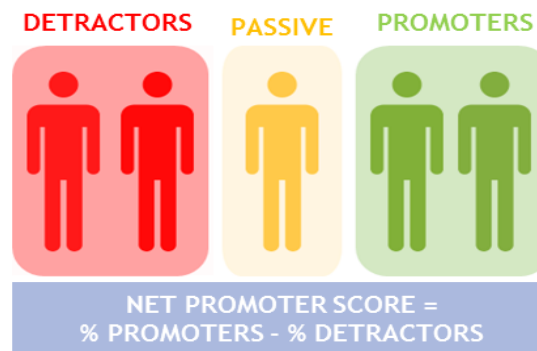 DETRACTORS PASSIVE PROMOTERS
NET PROMOTER SCORE =
% PROMOTERS - % DETRACTORS